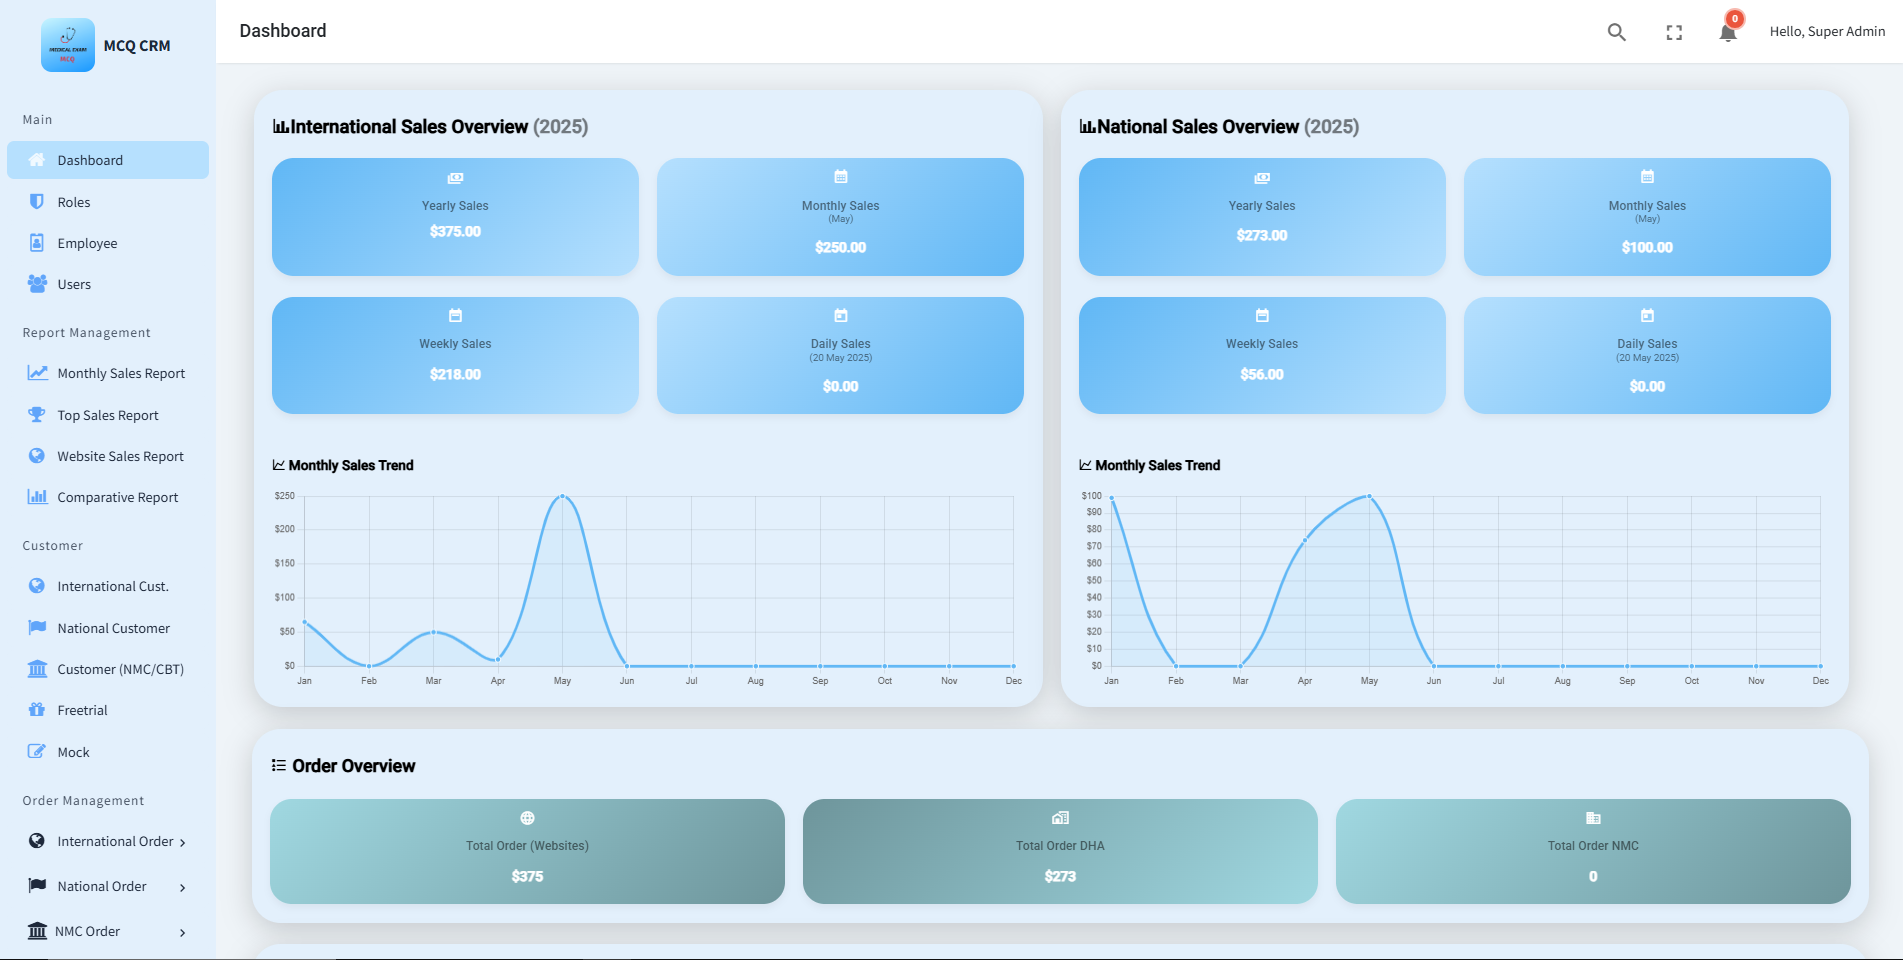 MEDICAL EXAM
MCQ
MCQ CRM
Dashboard
0
Hello, Super Admin
Main
Dashboard
Roles
Employee
Users
Report Management
Monthly Sales Report
Top Sales Report
Website Sales Report
Comparative Report
Customer
International Cust.
National Customer
Customer (NMC/CBT)
Freetrial
Mock
Order Management
International Order
National Order
NMC Order
International Sales Overview (2025)
Yearly Sales
$375.00
Monthly Sales
(May)
$250.00
Weekly Sales
$218.00
Daily Sales
(20 May 2025)
$0.00
Monthly Sales Trend
$250
$200
$150
$100
$50
$0
Jan Feb Mar Apr May Jun Jul Aug Sep Oct Nov Dec
National Sales Overview (2025)
Yearly Sales
$273.00
Monthly Sales
(May)
$100.00
Weekly Sales
$56.00
Daily Sales
(20 May 2025)
$0.00
Monthly Sales Trend
$100
$90
$80
$70
$60
$50
$40
$30
$20
$10
$0
Jan Feb Mar Apr May Jun Jul Aug Sep Oct Nov Dec
Order Overview
Total Order (Websites)
$375
Total Order DHA
$273
Total Order NMC
0